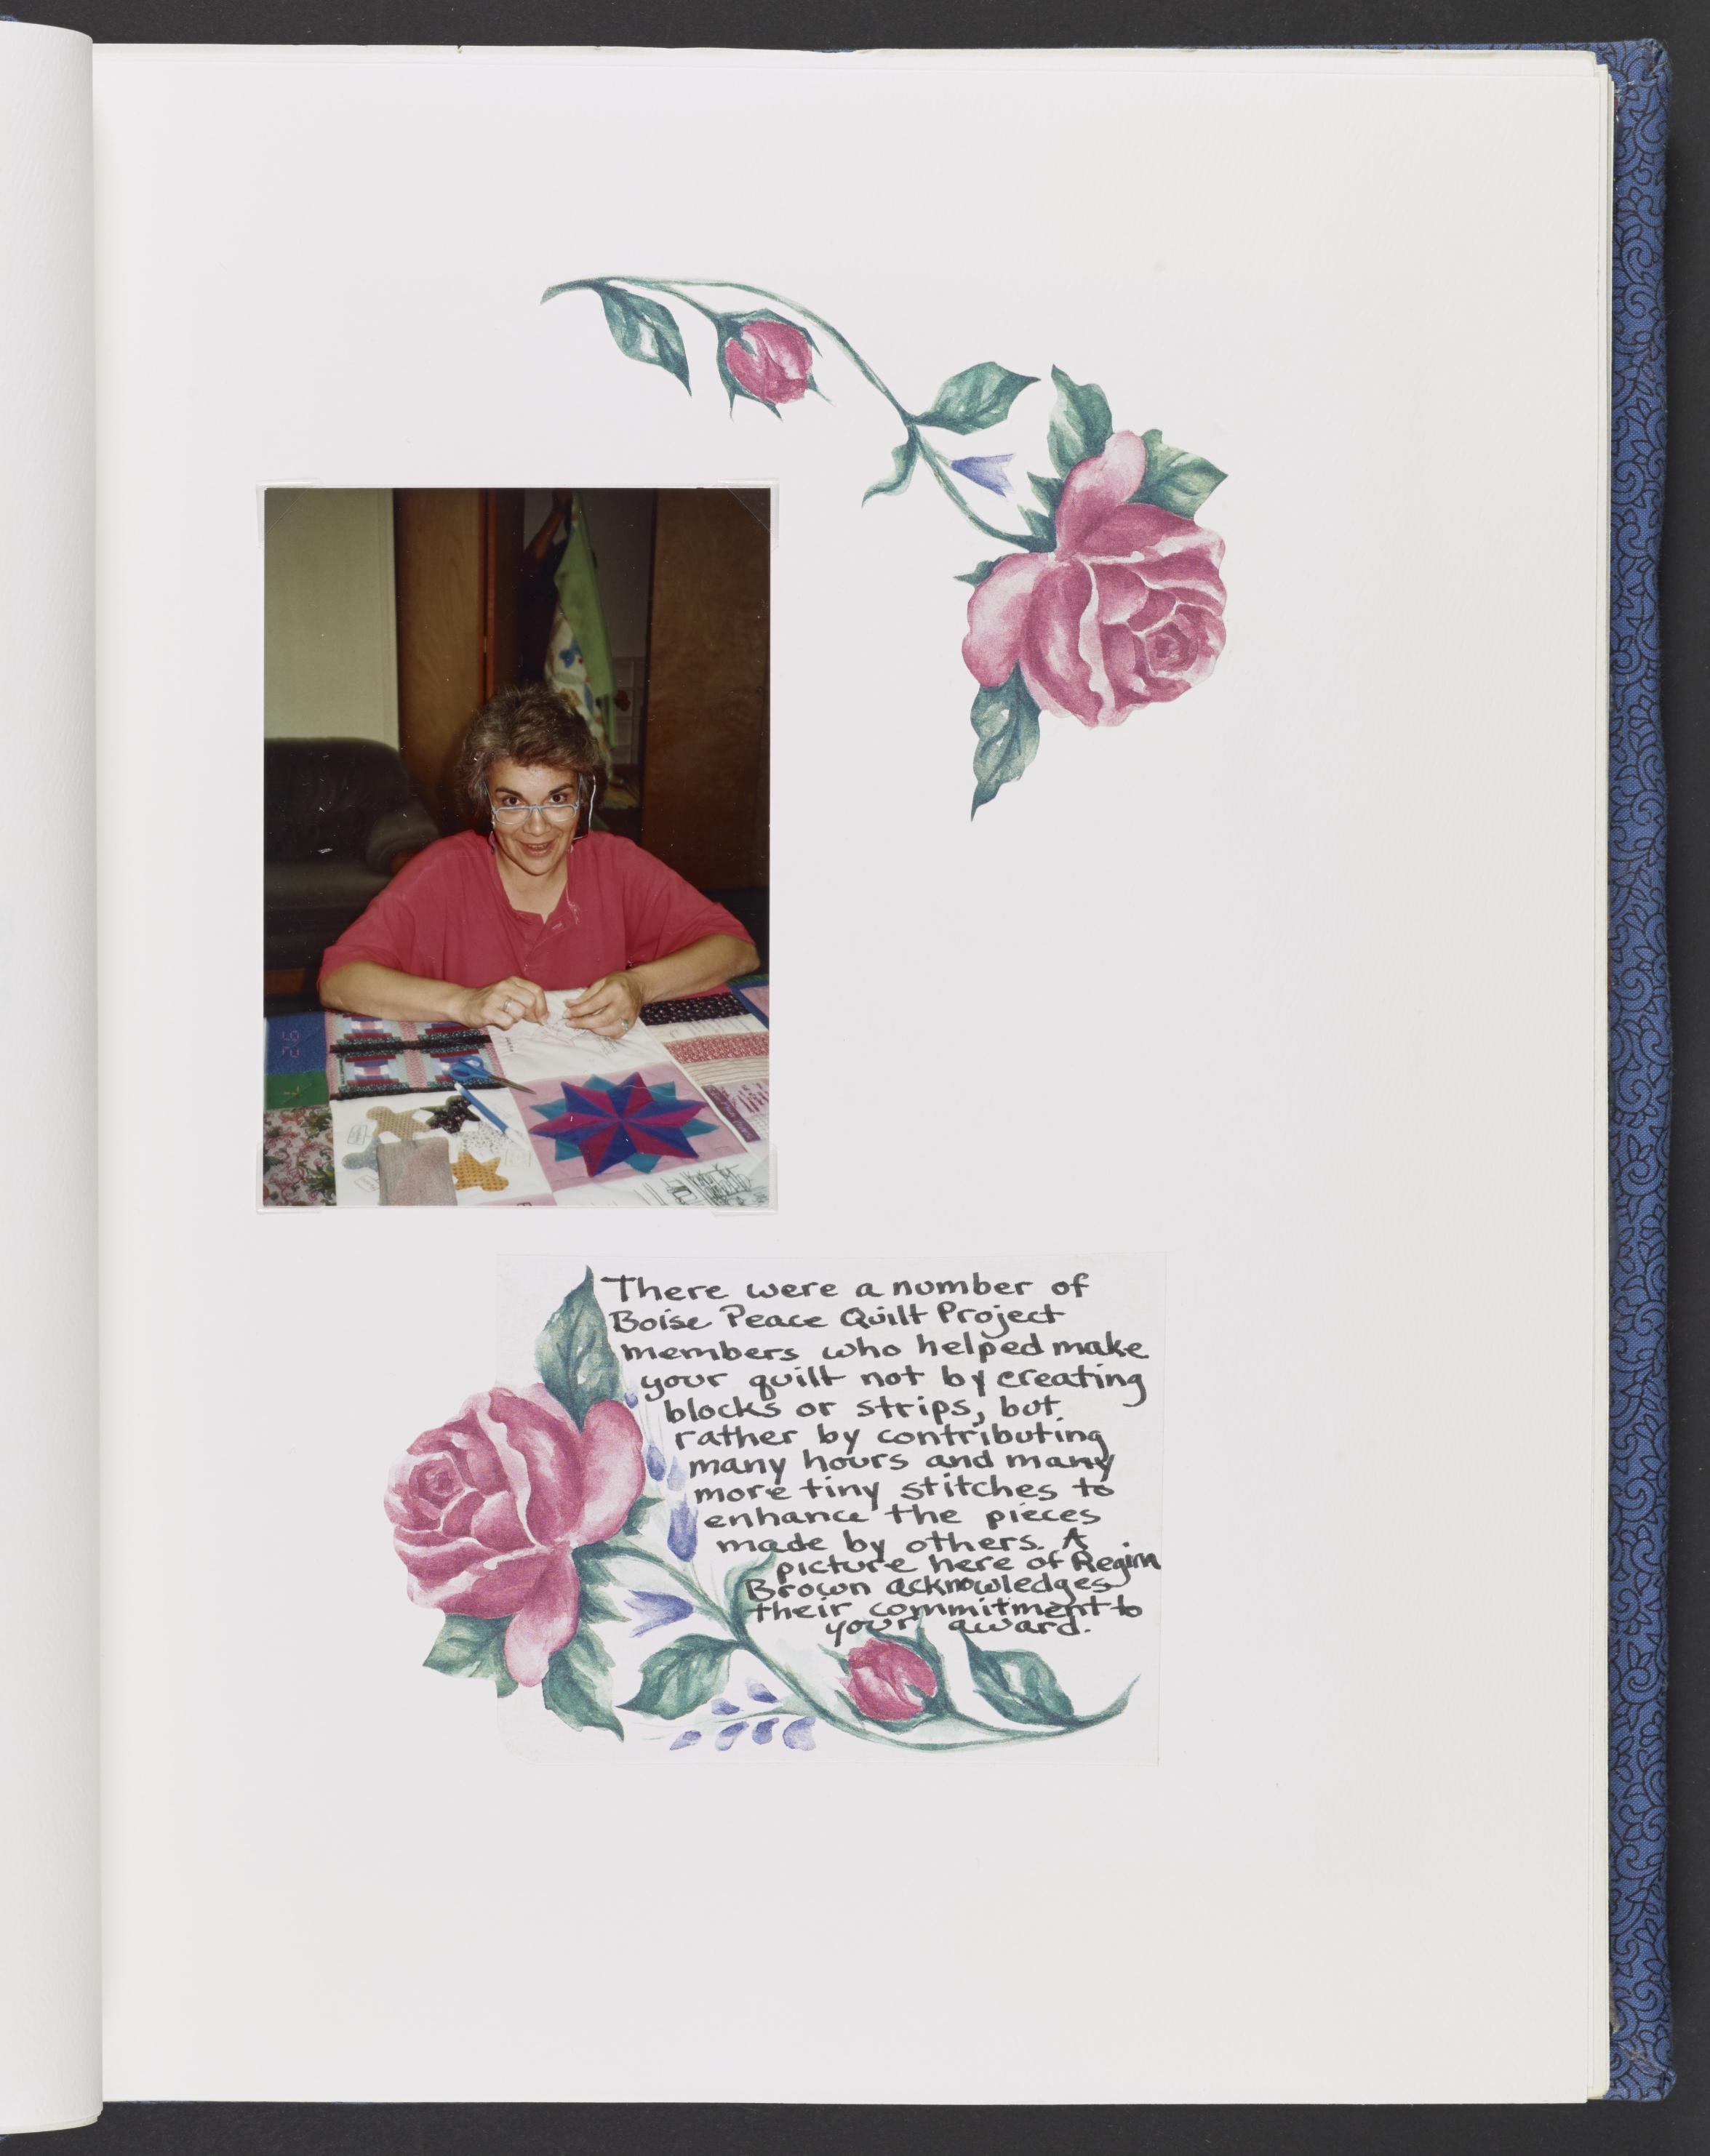 There were a number of
Boise Peace Quilt Project
members who helped make
your quilt not by creating
blocks or strips, but
rather by contributing
many hours and many
more tiny stitches to
enhance the pieces
made by others. A
picture here of Regina
Brown acknowledges
their commitment to
your award.